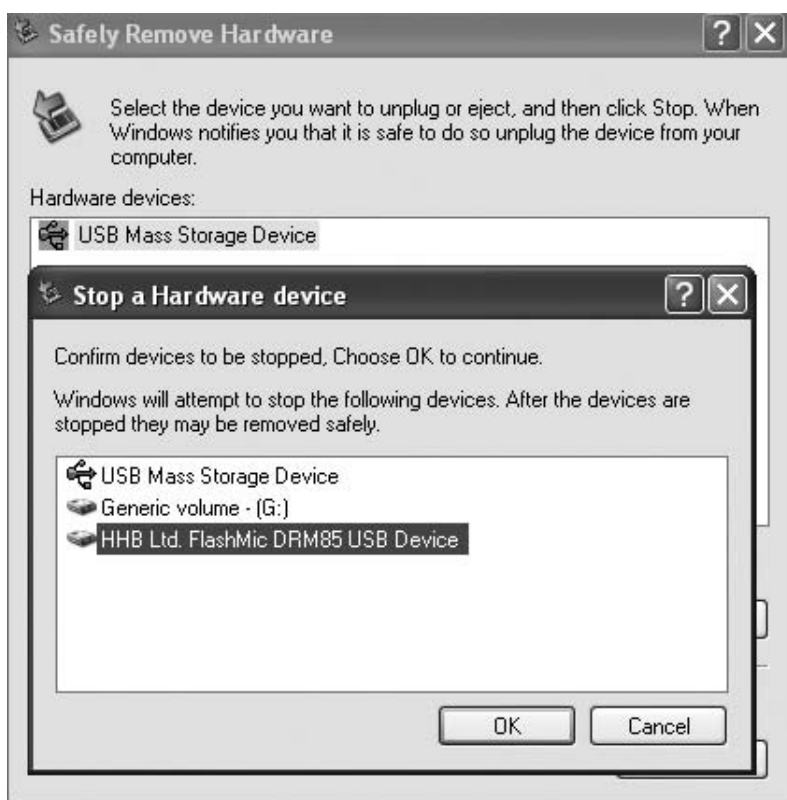 Safely Remove Hardware
Select the device you want to unplug or eject, and then click Stop. When
Windows notifies you that it is safe to do so unplug the device from your
computer.
Hardware devices:
USB Mass Storage Device
Stop a Hardware device
Confirm devices to be stopped, Choose OK to continue.
Windows will attempt to stop the following devices. After the devices are
stopped they may be removed safely.
USB Mass Storage Device
Generic volume - (G:)
HHB Ltd. FlashMic DRM85 USB Device
OK Cancel